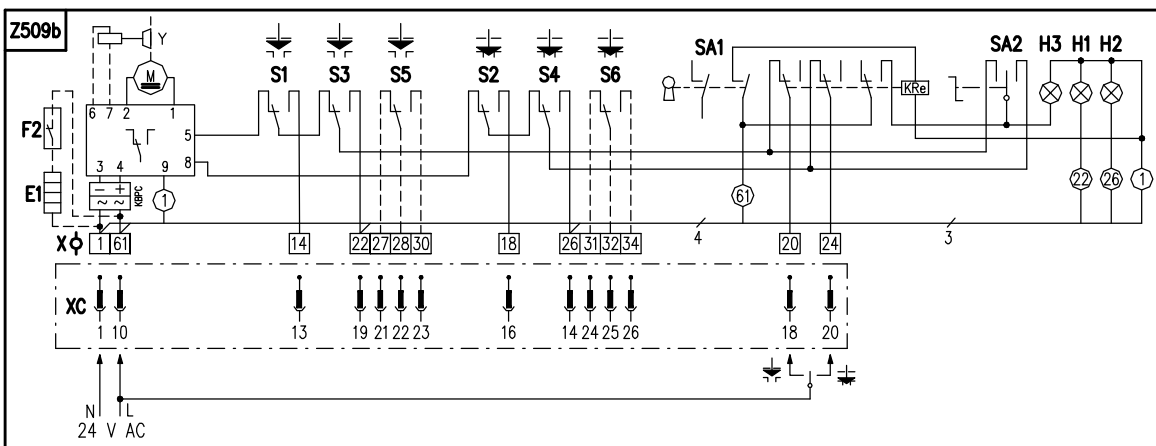 Z509b
Y
M
S1 S3 S5 S2 S4 S6 SA1 SA2 H3 H1 H2
KRe
6 7 2 1
F2
5
8
3 4 9
E1
− +
~ ~
KBPC
1
61
22 26 1
X
1 61 14 22 27 28 30 18 26 31 32 34 4 20 24 3
XC
1 10 13 19 21 22 23 16 14 24 25 26 18 20
N L
24 V AC